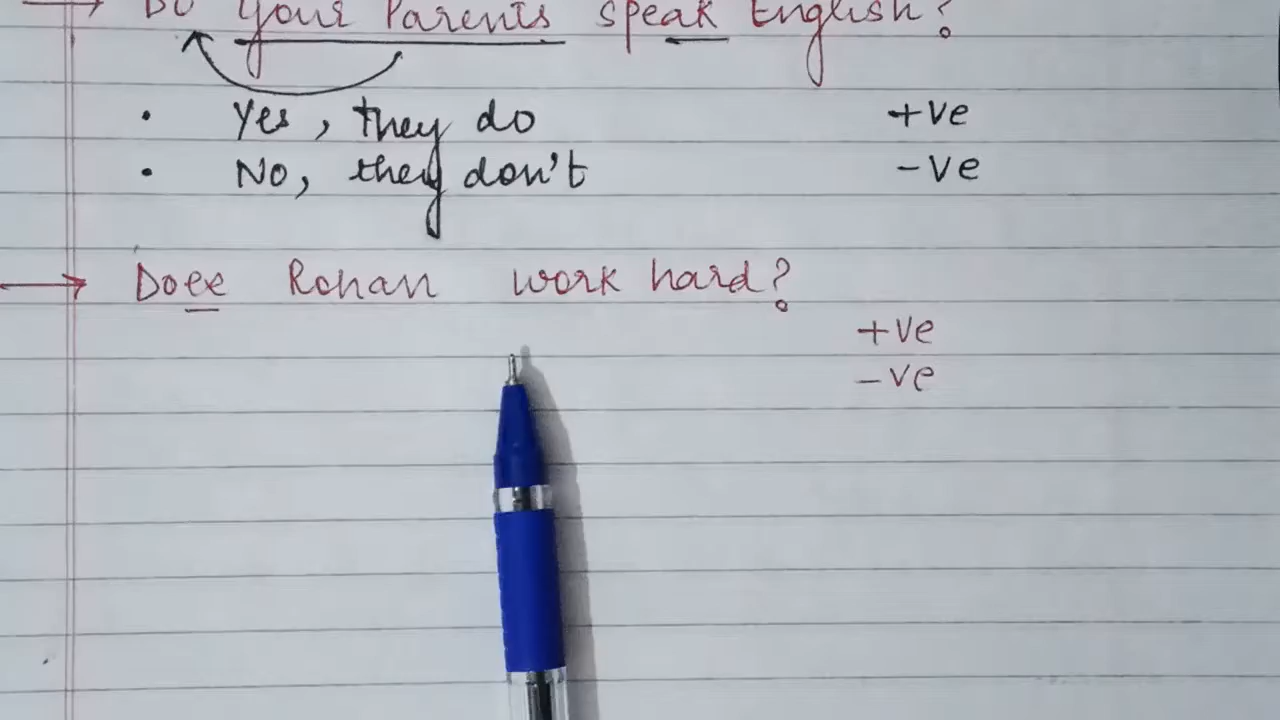 Do your Parents speak English?
• Yes, they do +ve
• No, they don't -ve
→ Does Rohan work hard?
+ve
-ve